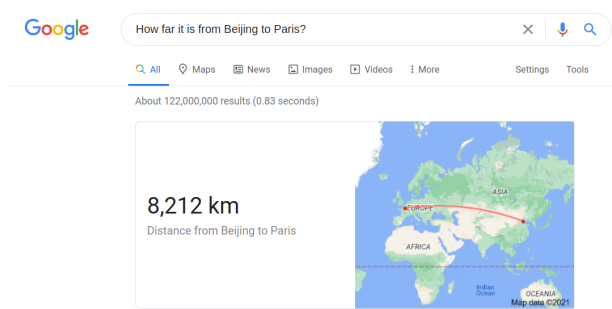 Google
How far it is from Beijing to Paris?
All Maps News Images Videos More Settings Tools
About 122,000,000 results (0.83 seconds)
8,212 km
Distance from Beijing to Paris
ASIA
EUROPE
AFRICA
Indian
Ocean
OCEANIA
Map data ©2021